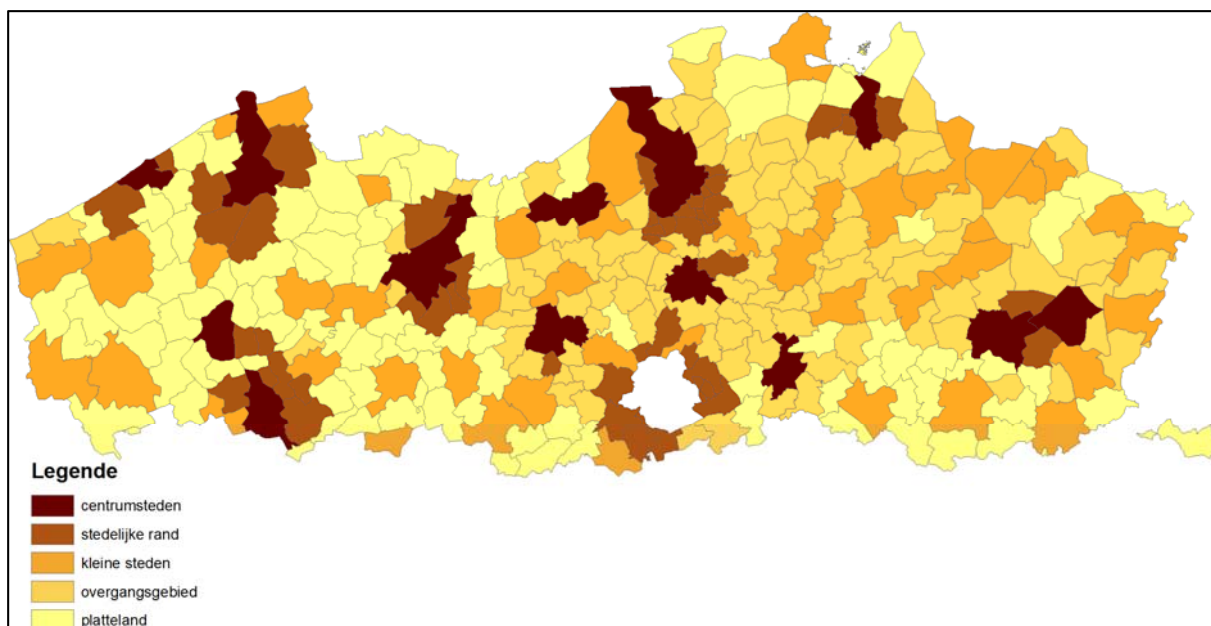 Legende
centrumsteden
stedelijke rand
kleine steden
overgangsgebied
platteland